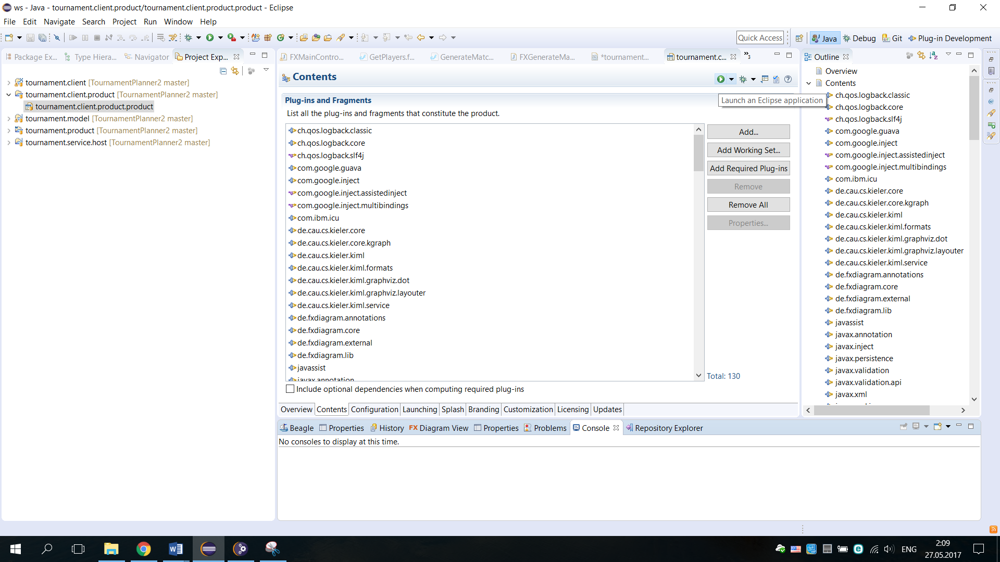 ws - Java - tournament.client.product/tournament.client.product.product - Eclipse
File Edit Navigate Search Project Run Window Help
Quick Access
Java Debug Git Plug-in Development
Package Ex... Type Hiera... Navigator Project Exp...
tournament.client [TournamentPlanner2 master]
tournament.client.product [TournamentPlanner2 master]
tournament.client.product.product
tournament.model [TournamentPlanner2 master]
tournament.product [TournamentPlanner2 master]
tournament.service.host [TournamentPlanner2 master]
FXMainContro... GetPlayers.f... GenerateMatc... FXGenerateMa... *tournament... tournament.c... »3
Contents
Launch an Eclipse application
Plug-ins and Fragments
List all the plug-ins and fragments that constitute the product.
ch.qos.logback.classic
ch.qos.logback.core
ch.qos.logback.slf4j
com.google.guava
com.google.inject
com.google.inject.assistedinject
com.google.inject.multibindings
com.ibm.icu
de.cau.cs.kieler.core
de.cau.cs.kieler.core.kgraph
de.cau.cs.kieler.kiml
de.cau.cs.kieler.kiml.formats
de.cau.cs.kieler.kiml.graphviz.dot
de.cau.cs.kieler.kiml.graphviz.layouter
de.cau.cs.kieler.kiml.service
de.fxdiagram.annotations
de.fxdiagram.core
de.fxdiagram.external
de.fxdiagram.lib
javassist
javax.annotation
Add...
Add Working Set...
Add Required Plug-ins
Remove
Remove All
Properties...
Total: 130
Include optional dependencies when computing required plug-ins
Overview Contents Configuration Launching Splash Branding Customization Licensing Updates
Outline
Overview
Contents
ch.qos.logback.classic
ch.qos.logback.core
ch.qos.logback.slf4j
com.google.guava
com.google.inject
com.google.inject.assistedinject
com.google.inject.multibindings
com.ibm.icu
de.cau.cs.kieler.core
de.cau.cs.kieler.core.kgraph
de.cau.cs.kieler.kiml
de.cau.cs.kieler.kiml.formats
de.cau.cs.kieler.kiml.graphviz.dot
de.cau.cs.kieler.kiml.graphviz.layouter
de.cau.cs.kieler.kiml.service
de.fxdiagram.annotations
de.fxdiagram.core
de.fxdiagram.external
de.fxdiagram.lib
javassist
javax.annotation
javax.inject
javax.persistence
javax.validation
javax.validation.api
javax.xml
Beagle Properties History FX Diagram View Properties Problems Console Repository Explorer
No consoles to display at this time.
ENG
2:09
27.05.2017